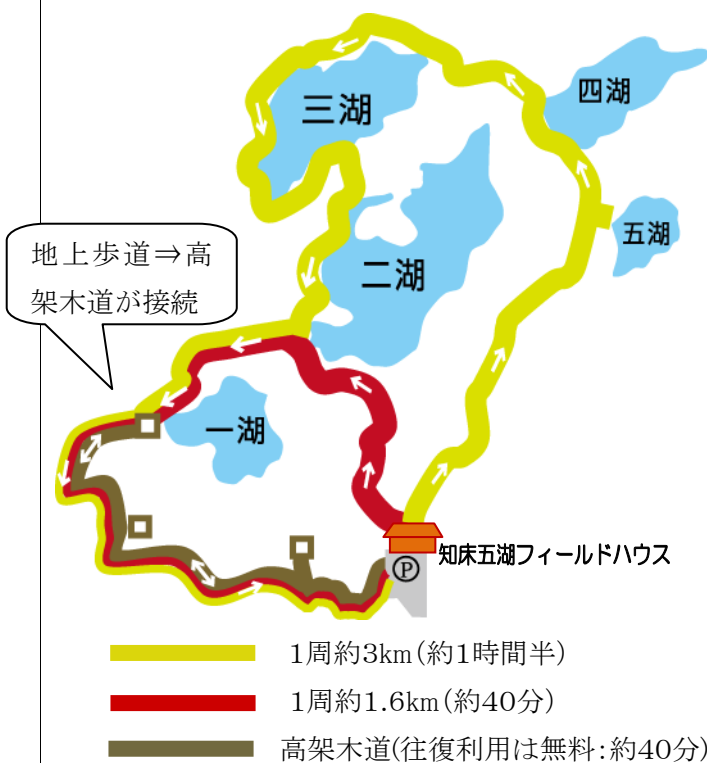 三湖
四湖
五湖
二湖
地上歩道⇒高
架木道が接続
一湖
知床五湖フィールドハウス
Ⓟ
1周約3km(約1時間半)
1周約1.6km(約40分)
高架木道(往復利用は無料:約40分)